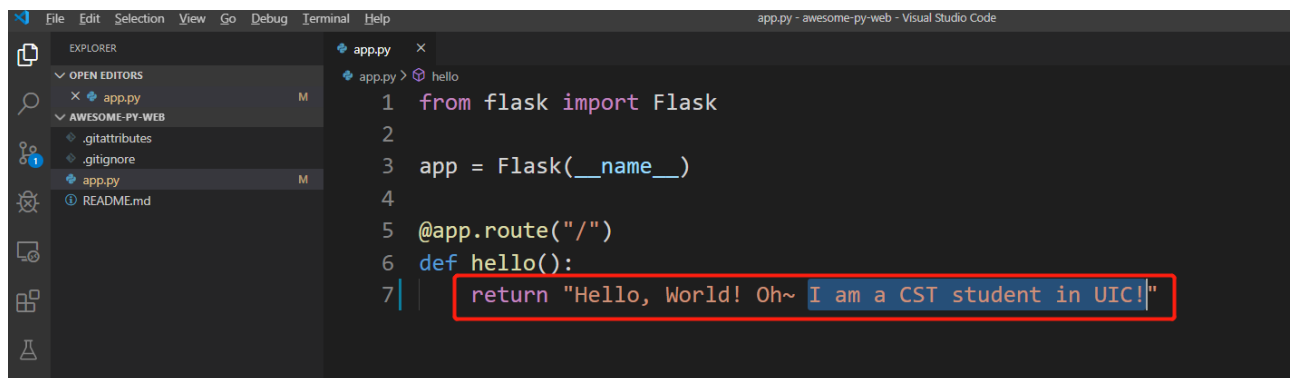 File Edit Selection View Go Debug Terminal Help app.py - awesome-py-web - Visual Studio Code
EXPLORER
OPEN EDITORS
app.py M
AWESOME-PY-WEB
.gitattributes
.gitignore
app.py M
README.md
1
app.py
app.py > hello
1 from flask import Flask
2
3 app = Flask(__name__)
4
5 @app.route("/")
6 def hello():
7 return "Hello, World! Oh~ I am a CST student in UIC!"